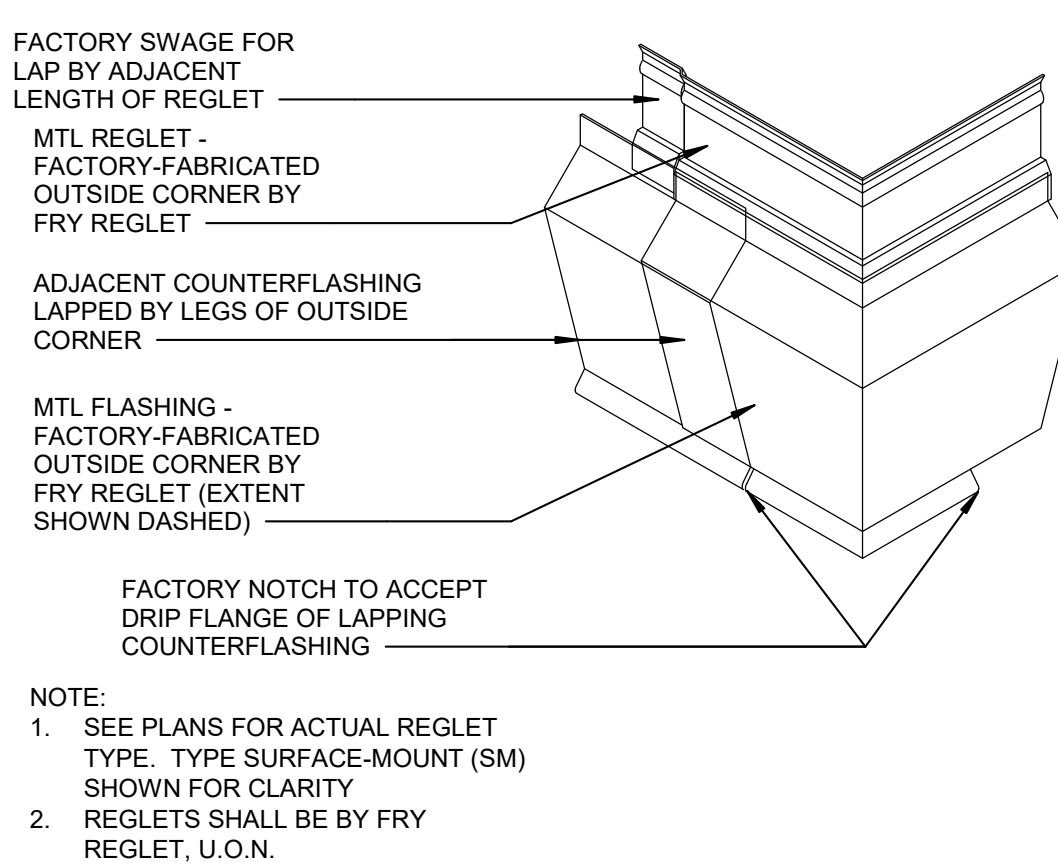 FACTORY SWAGE FOR
LAP BY ADJACENT
LENGTH OF REGLET
MTL REGLET -
FACTORY-FABRICATED
OUTSIDE CORNER BY
FRY REGLET
ADJACENT COUNTERFLASHING
LAPPED BY LEGS OF OUTSIDE
CORNER
MTL FLASHING -
FACTORY-FABRICATED
OUTSIDE CORNER BY
FRY REGLET (EXTENT
SHOWN DASHED)
FACTORY NOTCH TO ACCEPT
DRIP FLANGE OF LAPPING
COUNTERFLASHING
NOTE:
1. SEE PLANS FOR ACTUAL REGLET
TYPE. TYPE SURFACE-MOUNT (SM)
SHOWN FOR CLARITY
2. REGLETS SHALL BE BY FRY
REGLET, U.O.N.